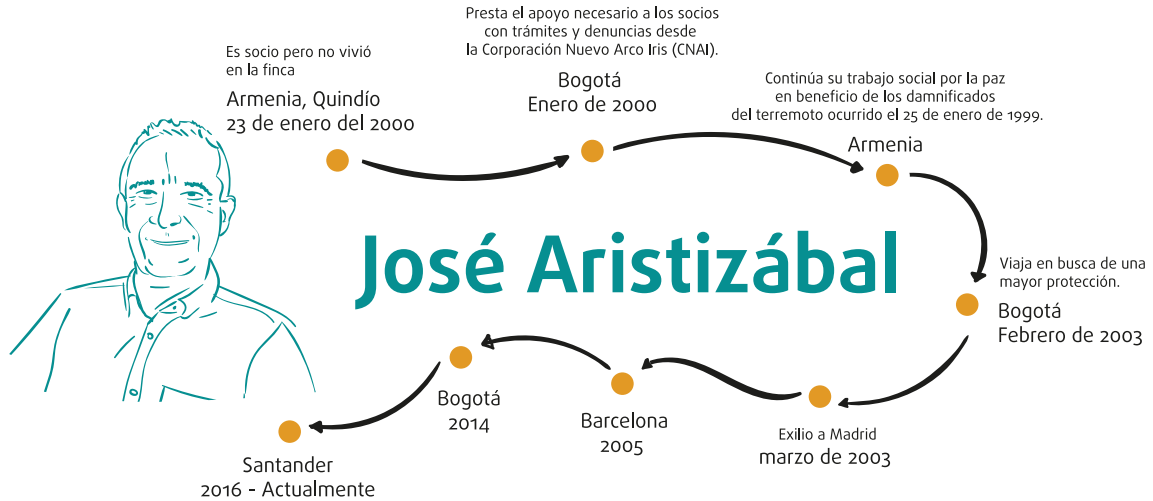 Es socio pero no vivió
en la finca
Armenia, Quindío
23 de enero del 2000
Presta el apoyo necesario a los socios
con trámites y denuncias desde
la Corporación Nuevo Arco Iris (CNAI).
Bogotá
Enero de 2000
Continúa su trabajo social por la paz
en beneficio de los damnificados
del terremoto ocurrido el 25 de enero de 1999.
Armenia
José Aristizábal
Viaja en busca de una
mayor protección.
Bogotá
Febrero de 2003
Exilio a Madrid
marzo de 2003
Barcelona
2005
Bogotá
2014
Santander
2016 - Actualmente